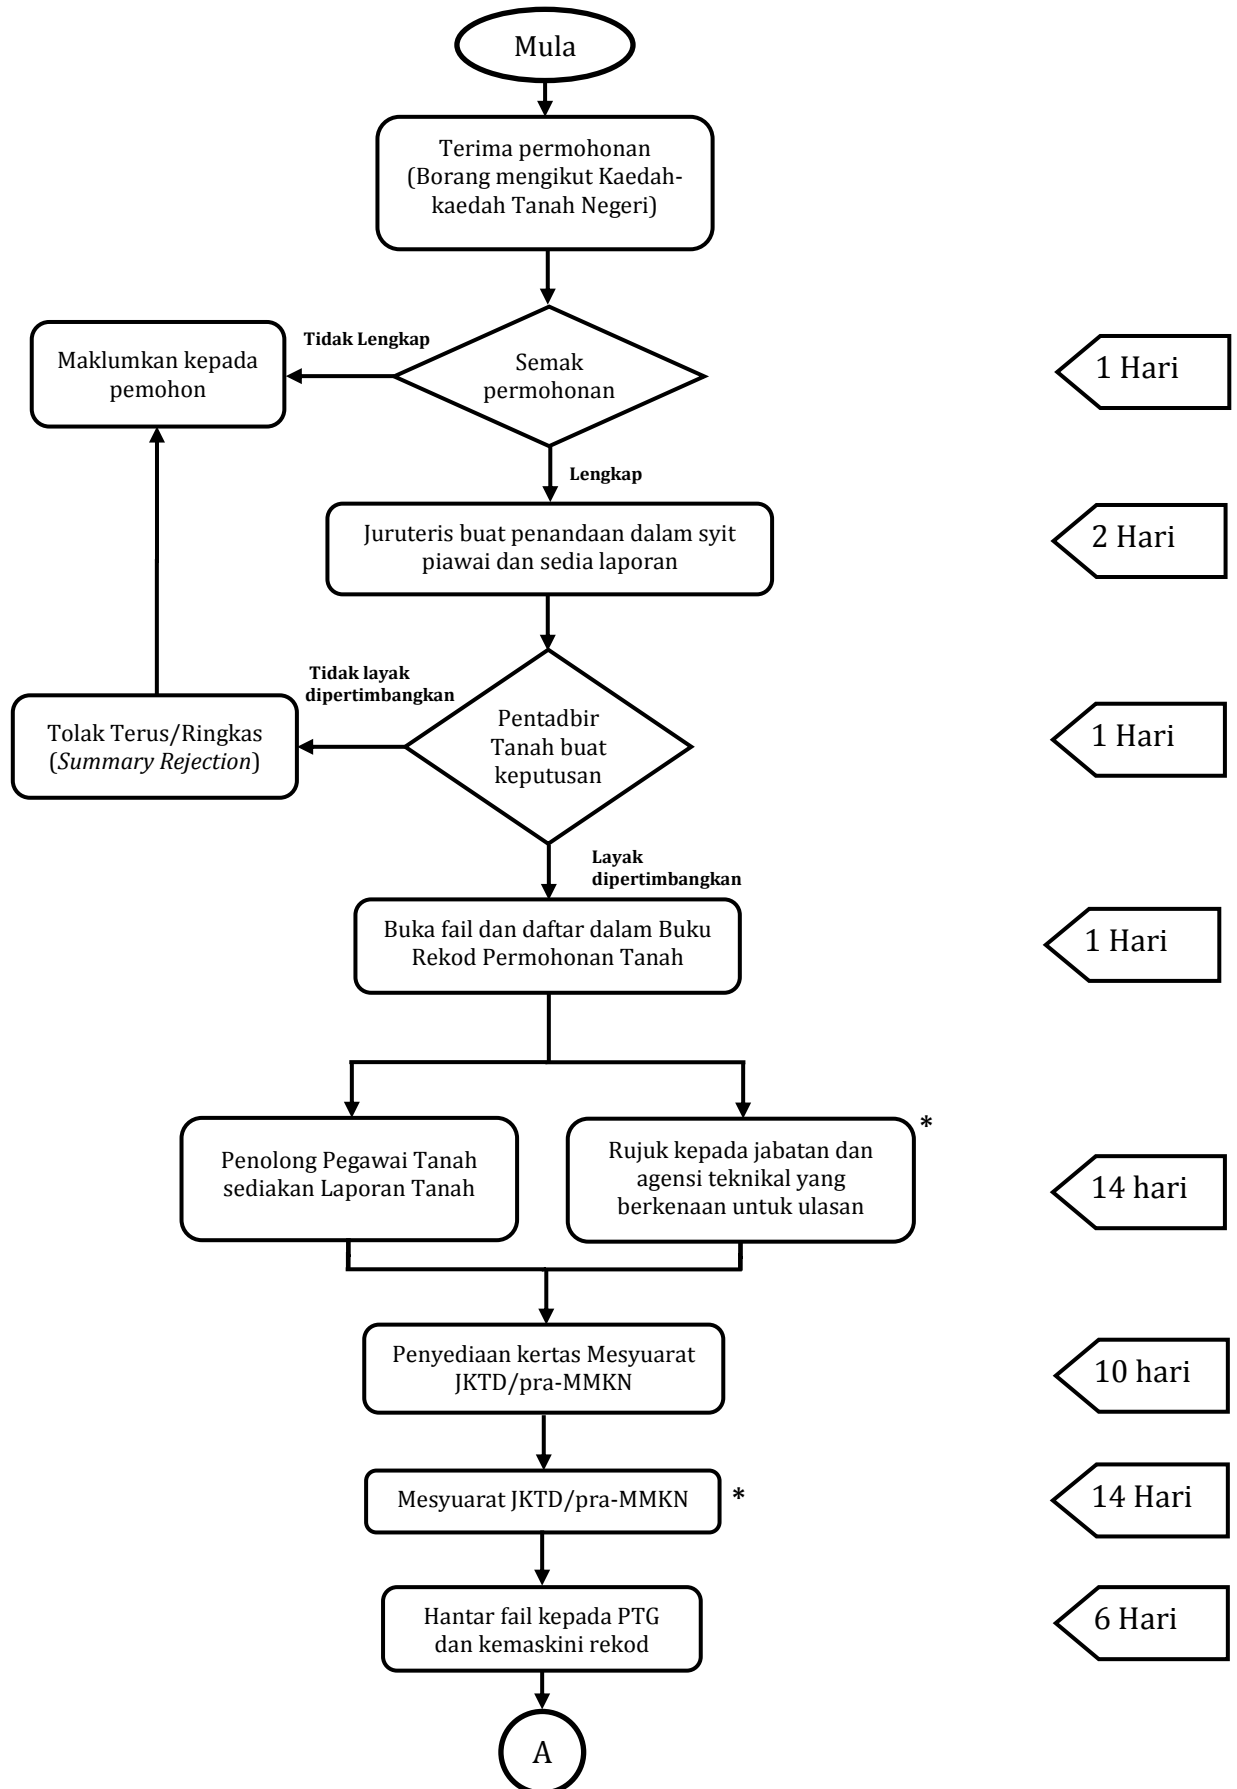 Mula
Terima permohonan
(Borang mengikut Kaedah-
kaedah Tanah Negeri)
Tidak Lengkap
Maklumkan kepada
pemohon
Semak
permohonan
1 Hari
Lengkap
Juruteris buat penandaan dalam syit
piawai dan sedia laporan
2 Hari
Tidak layak
dipertimbangkan
Tolak Terus/Ringkas
(Summary Rejection)
Pentadbir
Tanah buat
keputusan
1 Hari
Layak
dipertimbangkan
Buka fail dan daftar dalam Buku
Rekod Permohonan Tanah
1 Hari
Penolong Pegawai Tanah
sediakan Laporan Tanah
Rujuk kepada jabatan dan
agensi teknikal yang
berkenaan untuk ulasan
*
14 hari
Penyediaan kertas Mesyuarat
JKTD/pra-MMKN
10 hari
Mesyuarat JKTD/pra-MMKN
*
14 Hari
Hantar fail kepada PTG
dan kemaskini rekod
6 Hari
A